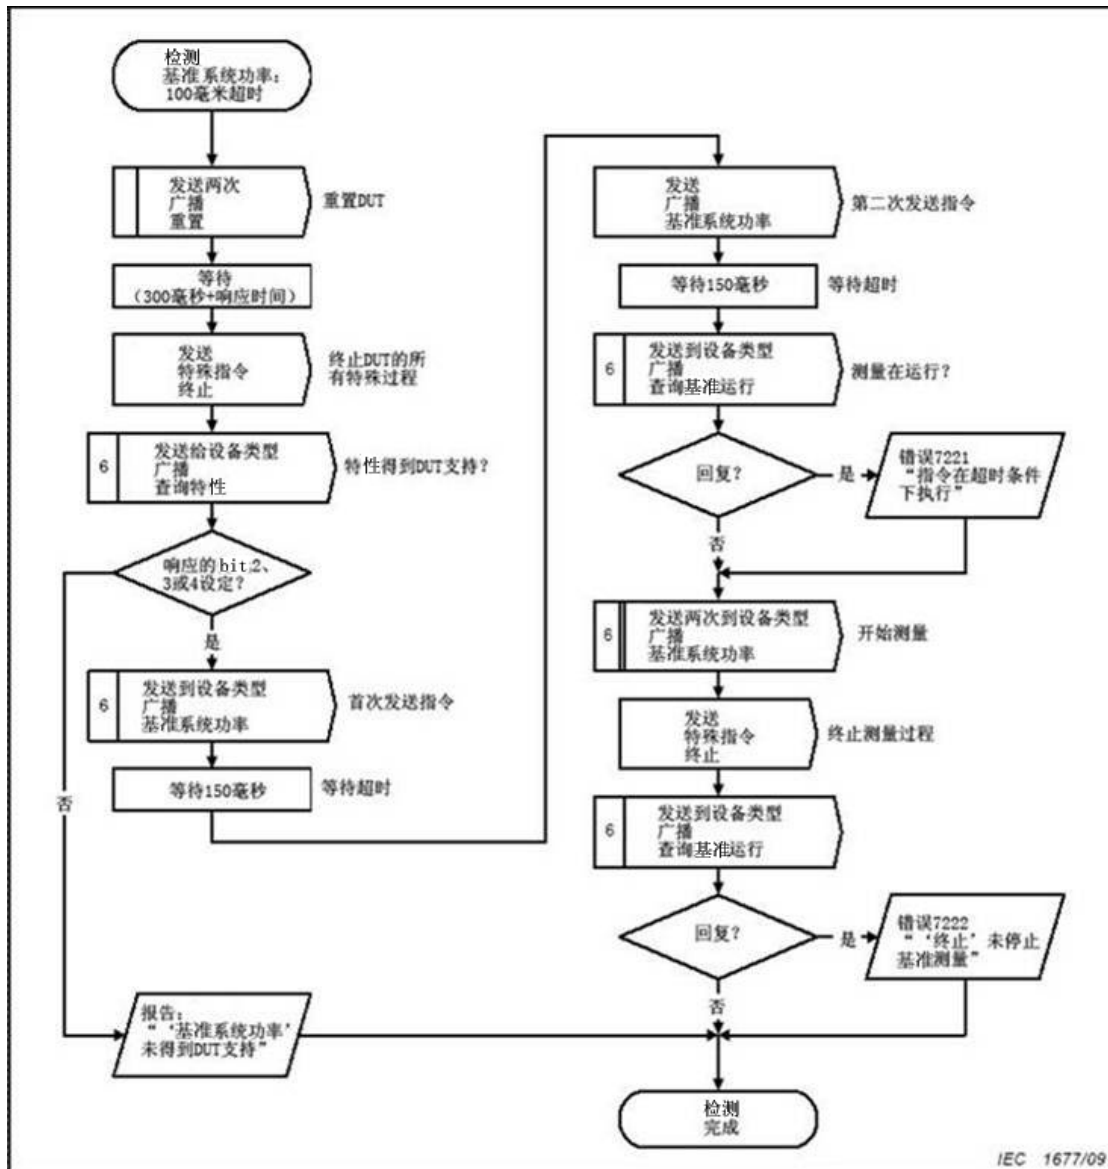 检测
基准系统功率：
100毫米超时
发送两次
广播
重置
重置DUT
等待
（300毫秒+响应时间）
发送
特殊指令
终止
终止DUT的所
有特殊过程
6
发送给设备类型
广播
查询特性
特性得到DUT支持？
响应的bit;2、
3或4设定？
是
否
6
发送到设备类型
广播
基准系统功率
首次发送指令
等待150毫秒
等待超时
报告：
“‘基准系统功率’
未得到DUT支持”
发送
广播
基准系统功率
第二次发送指令
等待150毫秒
等待超时
6
发送到设备类型
广播
查询基准运行
测量在运行？
回复？
是
错误7221
“指令在超时条件
下执行”
否
6
发送两次到设备类型
广播
基准系统功率
开始测量
发送
特殊指令
终止
终止测量过程
6
发送到设备类型
广播
查询基准运行
回复？
是
错误7222
“‘终止’未停止
基准测量”
否
检测
完成
IEC 1677/09